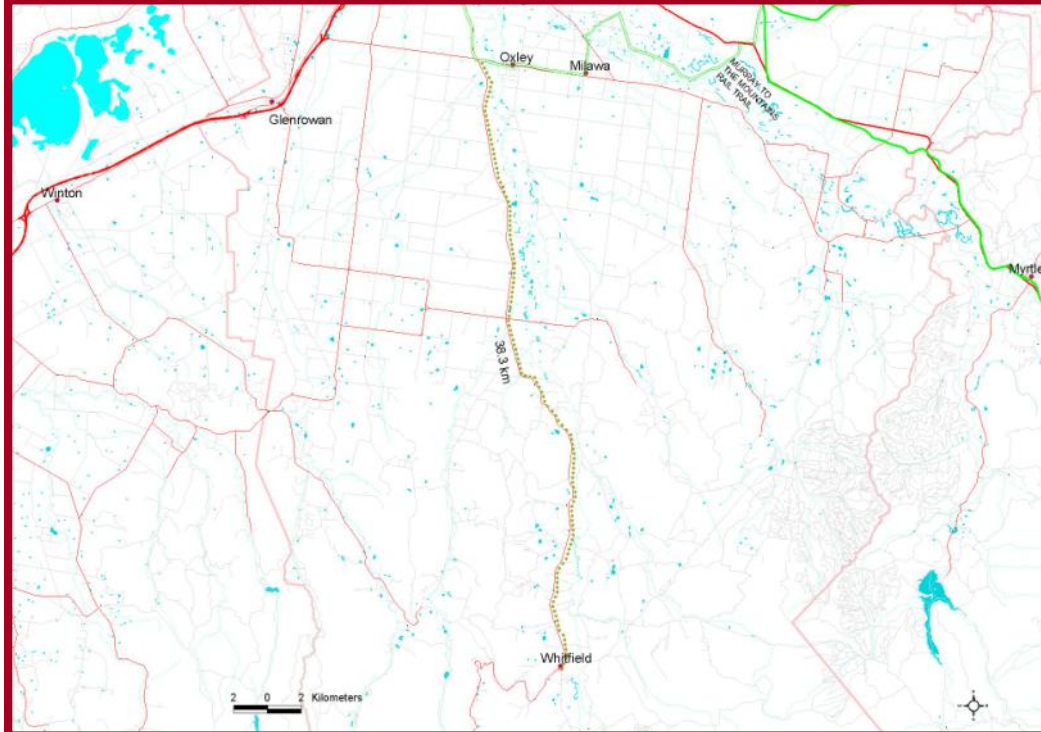 Oxley
Milawa
MURRAY TO
THE MOUNTAINS
RAIL TRAIL
Glenrowan
Winton
Myrtle
38.3 km
Whitfield
2 0 2 Kilometers